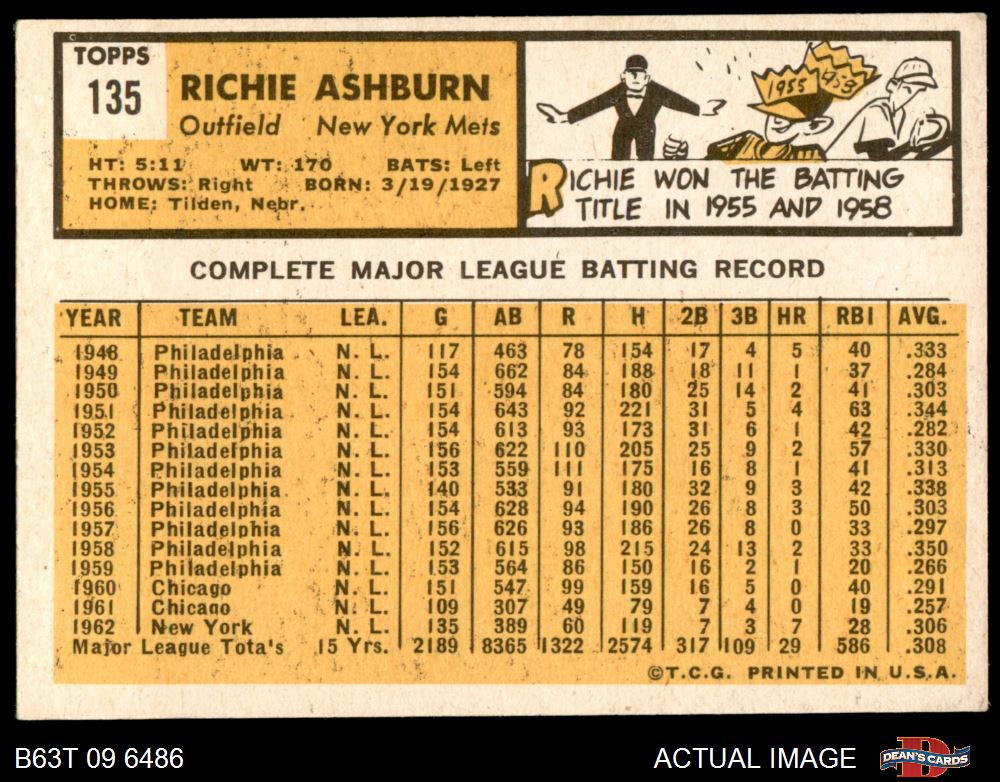 TOPPS
135
RICHIE ASHBURN
Outfield New York Mets
HT: 5:11 WT: 170 BATS: Left
THROWS: Right BORN: 3/19/1927
HOME: Tilden, Nebr.
1955 1958
RICHIE WON THE BATTING
TITLE IN 1955 AND 1958
COMPLETE MAJOR LEAGUE BATTING RECORD
YEAR TEAM LEA. G AB R H 2B 3B HR RBI AVG.
1948 Philadelphia N. L. 117 463 78 154 17 4 5 40 .333
1949 Philadelphia N. L. 154 662 84 188 18 11 1 37 .284
1950 Philadelphia N. L. 151 594 84 180 25 14 2 41 .303
1951 Philadelphia N. L. 154 643 92 221 31 5 4 63 .344
1952 Philadelphia N. L. 154 613 93 173 31 6 1 42 .282
1953 Philadelphia N. L. 156 622 110 205 25 9 2 57 .330
1954 Philadelphia N. L. 153 559 111 175 16 8 1 41 .313
1955 Philadelphia N. L. 140 533 91 180 32 9 3 42 .338
1956 Philadelphia N. L. 154 628 94 190 26 8 3 50 .303
1957 Philadelphia N. L. 156 626 93 186 26 8 0 33 .297
1958 Philadelphia N. L. 152 615 98 215 24 13 2 33 .350
1959 Philadelphia N. L. 153 564 86 150 16 2 1 20 .266
1960 Chicago N. L. 151 547 99 159 16 5 0 40 .291
1961 Chicago N. L. 109 307 49 79 7 4 0 19 .257
1962 New York N. L. 135 389 60 119 7 3 7 28 .306
Major League Tota's 15 Yrs. 2189 8365 1322 2574 317 109 29 586 .308
©T.C.G. PRINTED IN U.S.A.
B63T 09 6486 ACTUAL IMAGE DEAN'S CARDS